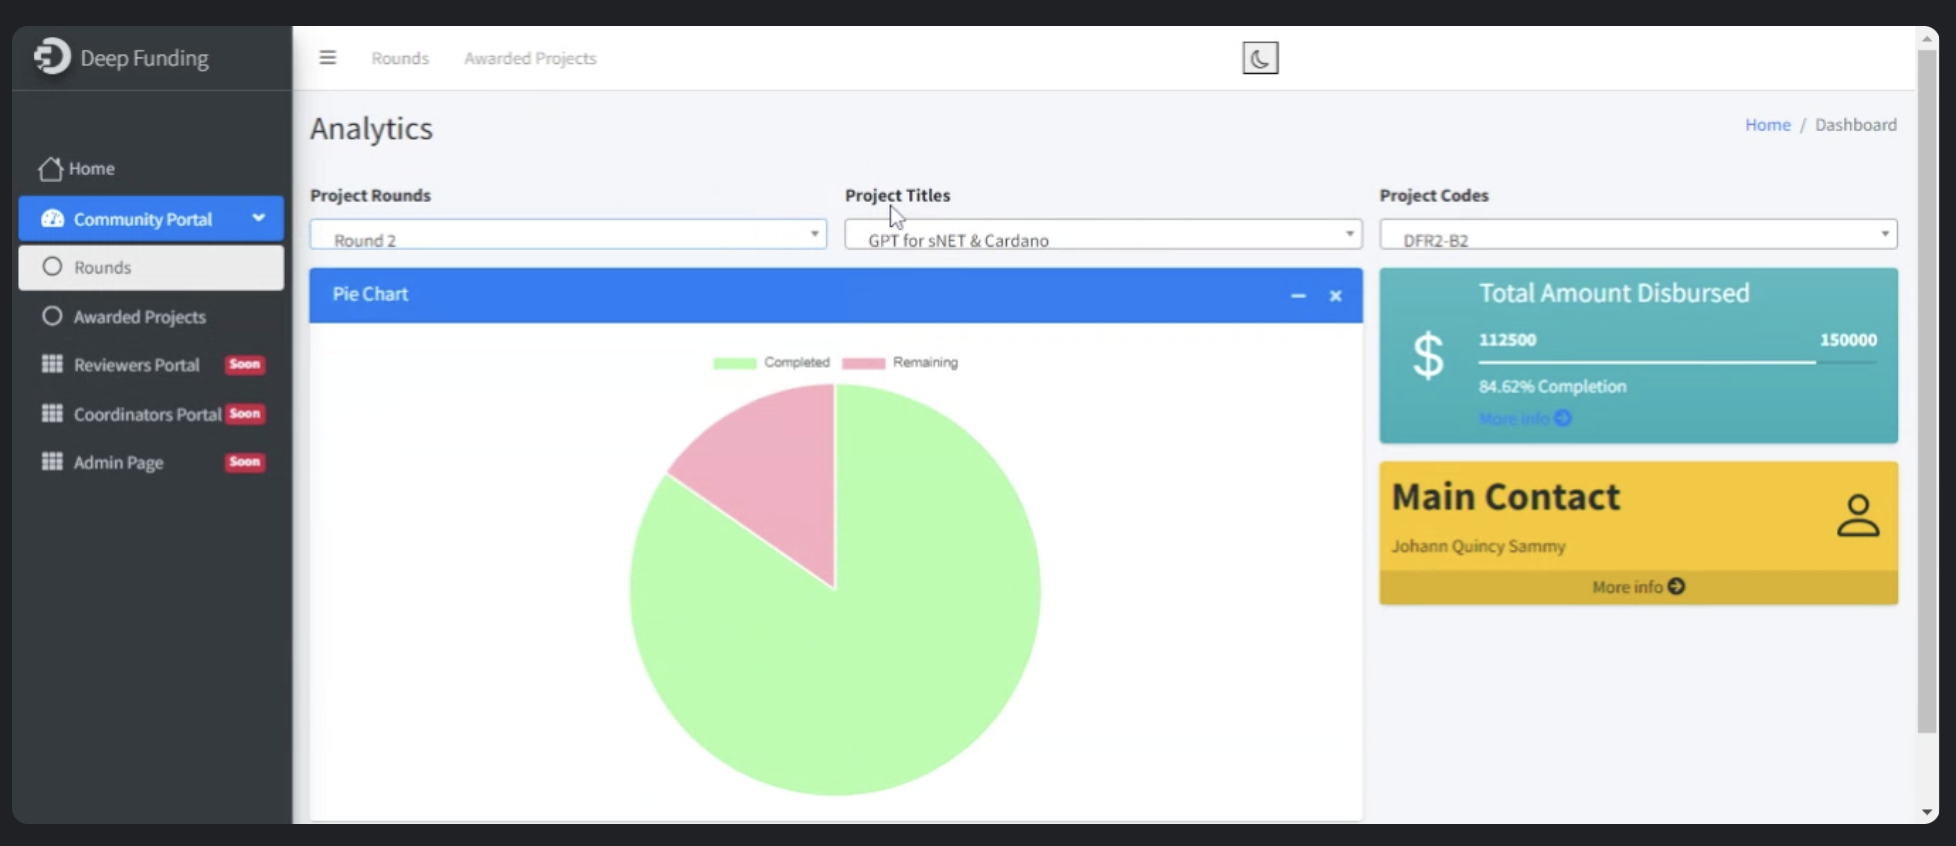 Deep Funding
Rounds Awarded Projects
Home
Community Portal
Rounds
Awarded Projects
Reviewers Portal Soon
Coordinators Portal Soon
Admin Page Soon
Analytics
Home / Dashboard
Project Rounds
Round 2
Project Titles
GPT for sNET & Cardano
Project Codes
DFR2-B2
Pie Chart
Completed Remaining
Total Amount Disbursed
112500 150000
84.62% Completion
More info
Main Contact
Johann Quincy Sammy
More info